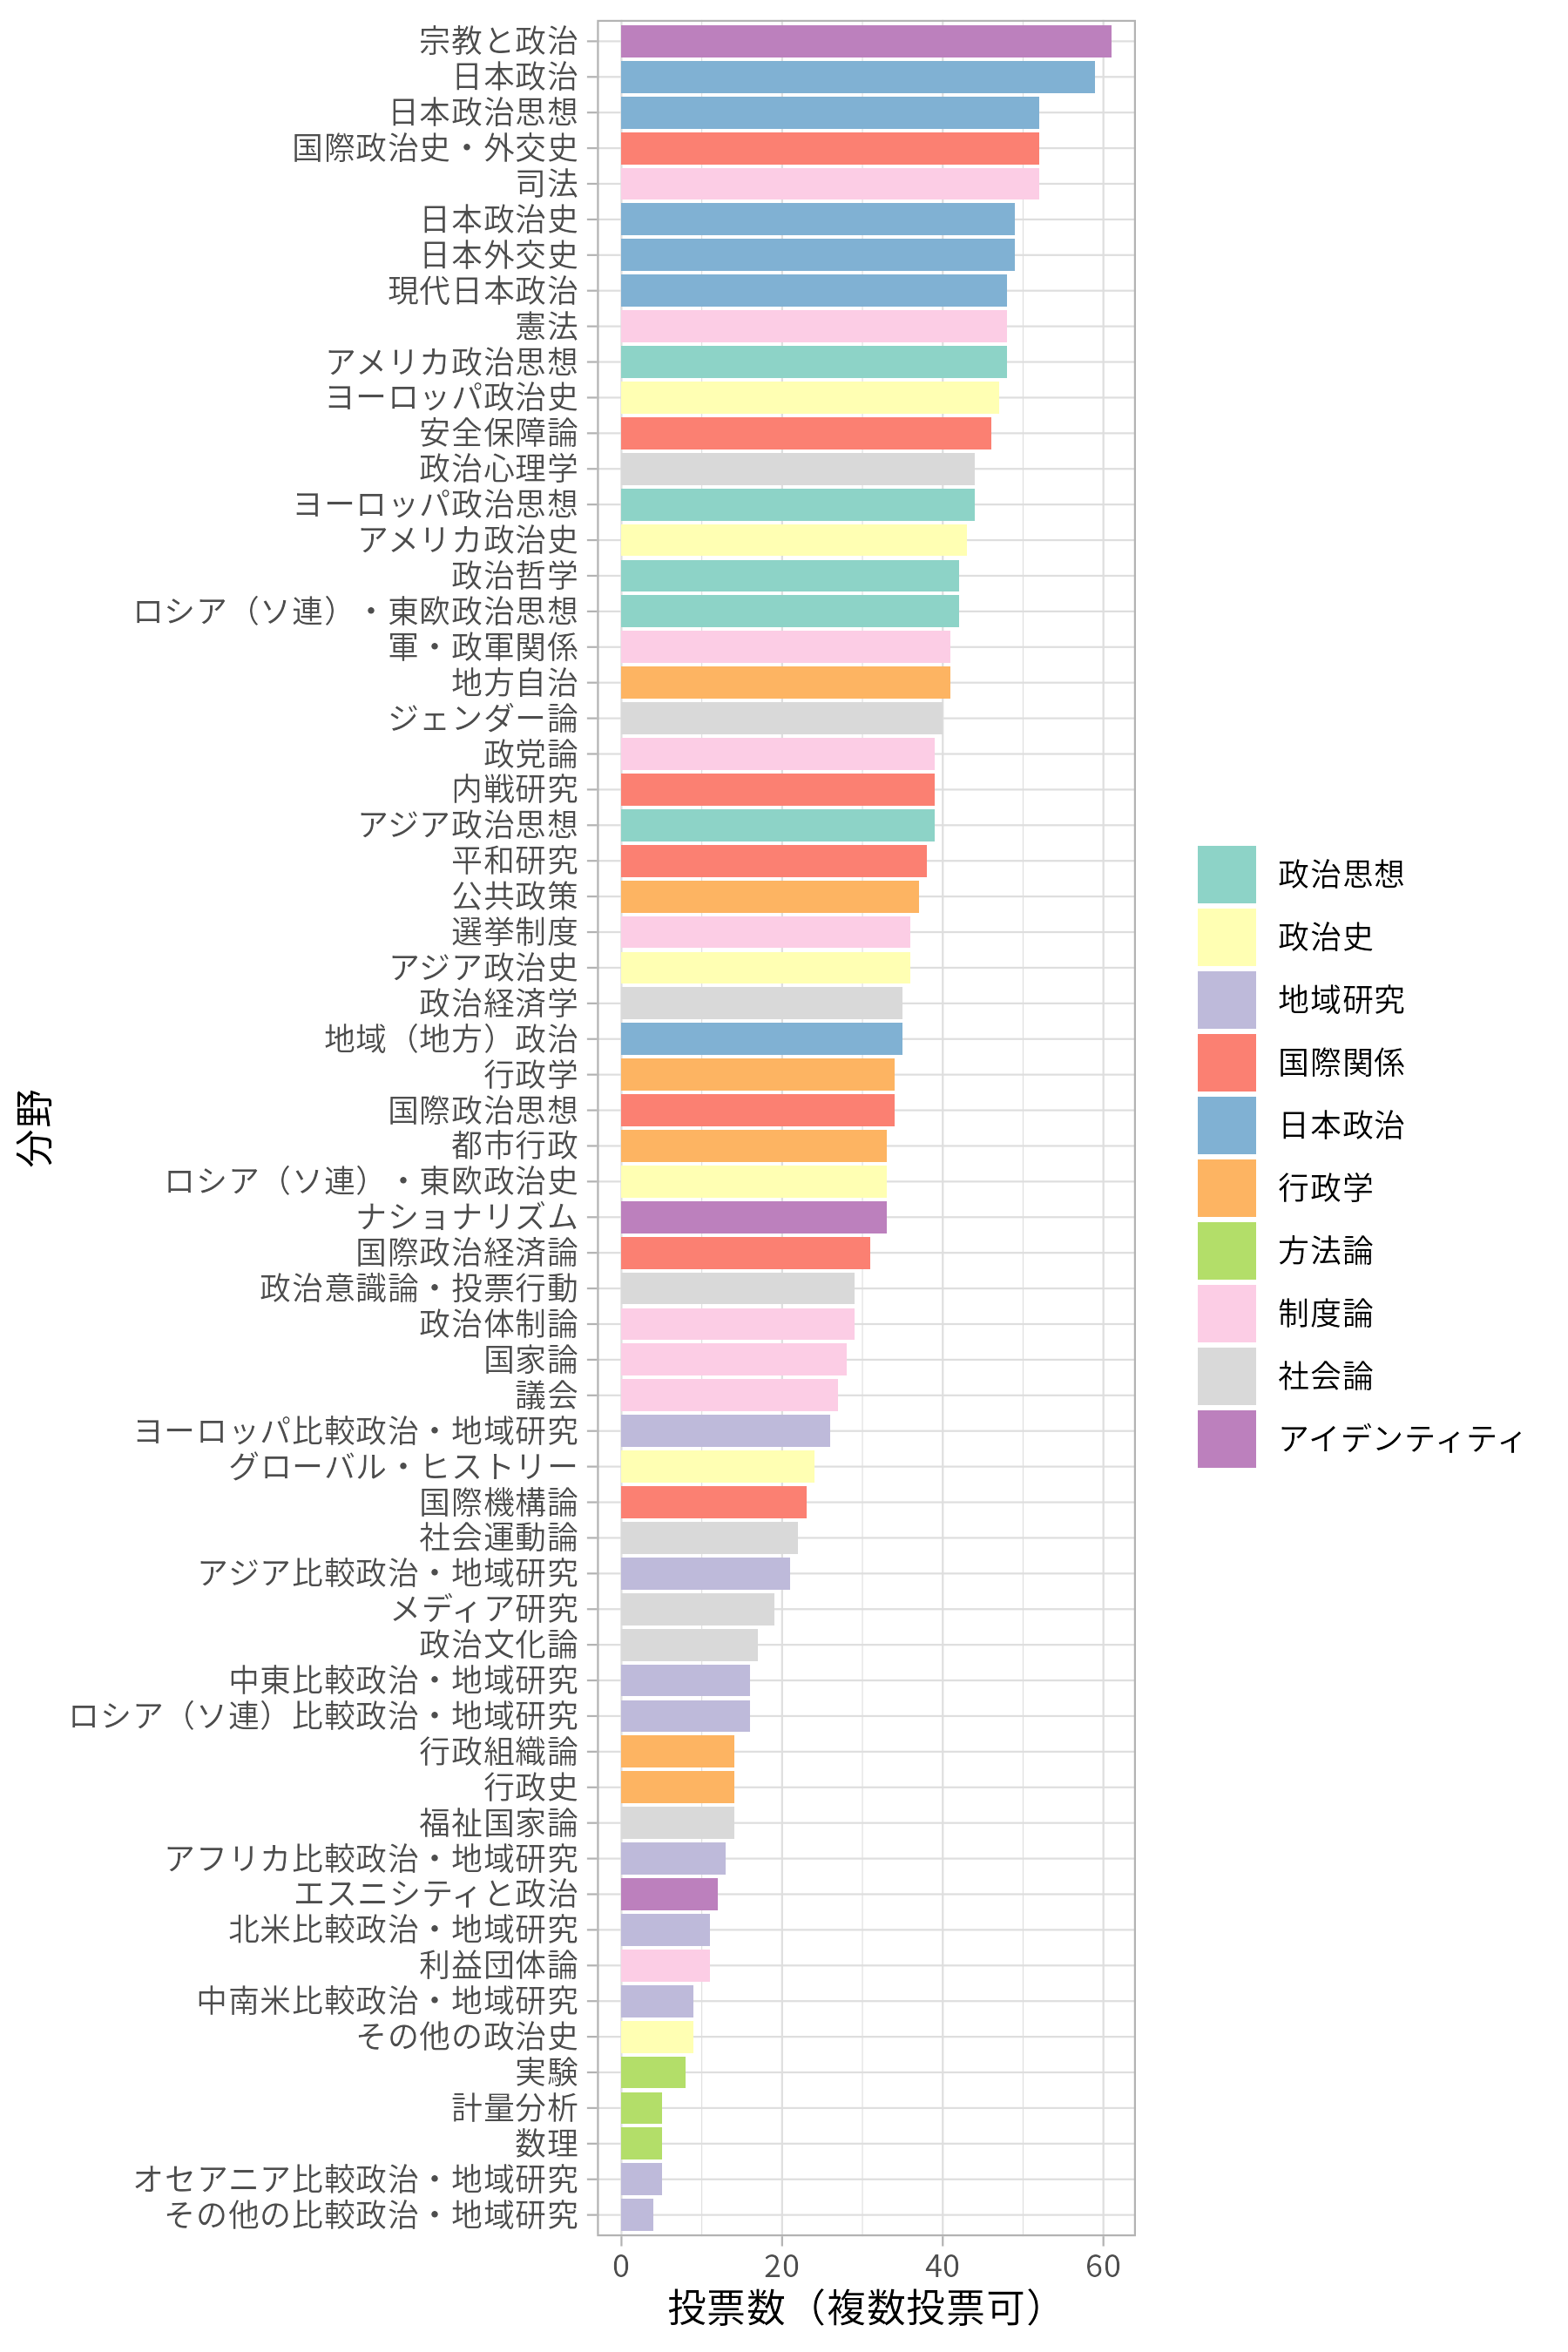 宗教と政治
日本政治
日本政治思想
国際政治史・外交史
司法
日本政治史
日本外交史
現代日本政治
憲法
アメリカ政治思想
ヨーロッパ政治史
安全保障論
政治心理学
ヨーロッパ政治思想
アメリカ政治史
政治哲学
ロシア（ソ連）・東欧政治思想
軍・政軍関係
地方自治
ジェンダー論
政党論
内戦研究
アジア政治思想
平和研究
公共政策
選挙制度
アジア政治史
政治経済学
地域（地方）政治
行政学
国際政治思想
都市行政
ロシア（ソ連）・東欧政治史
ナショナリズム
国際政治経済論
政治意識論・投票行動
政治体制論
国家論
議会
ヨーロッパ比較政治・地域研究
グローバル・ヒストリー
国際機構論
社会運動論
アジア比較政治・地域研究
メディア研究
政治文化論
中東比較政治・地域研究
ロシア（ソ連）比較政治・地域研究
行政組織論
行政史
福祉国家論
アフリカ比較政治・地域研究
エスニシティと政治
北米比較政治・地域研究
利益団体論
中南米比較政治・地域研究
その他の政治史
実験
計量分析
数理
オセアニア比較政治・地域研究
その他の比較政治・地域研究
分野
0 20 40 60
投票数（複数投票可）
政治思想
政治史
地域研究
国際関係
日本政治
行政学
方法論
制度論
社会論
アイデンティティ